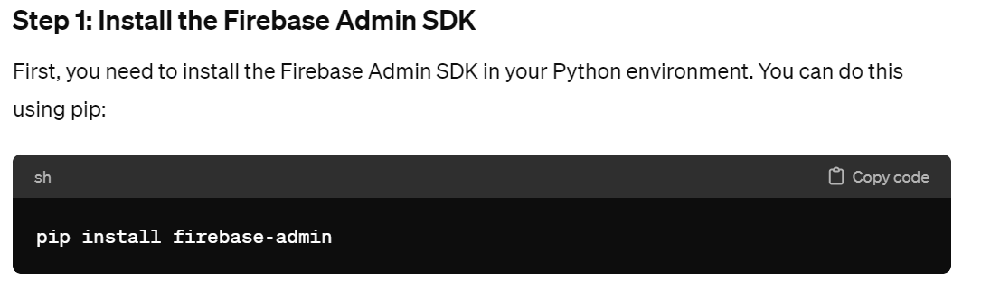 Step 1: Install the Firebase Admin SDK
First, you need to install the Firebase Admin SDK in your Python environment. You can do this
using pip:
sh
Copy code
pip install firebase-admin